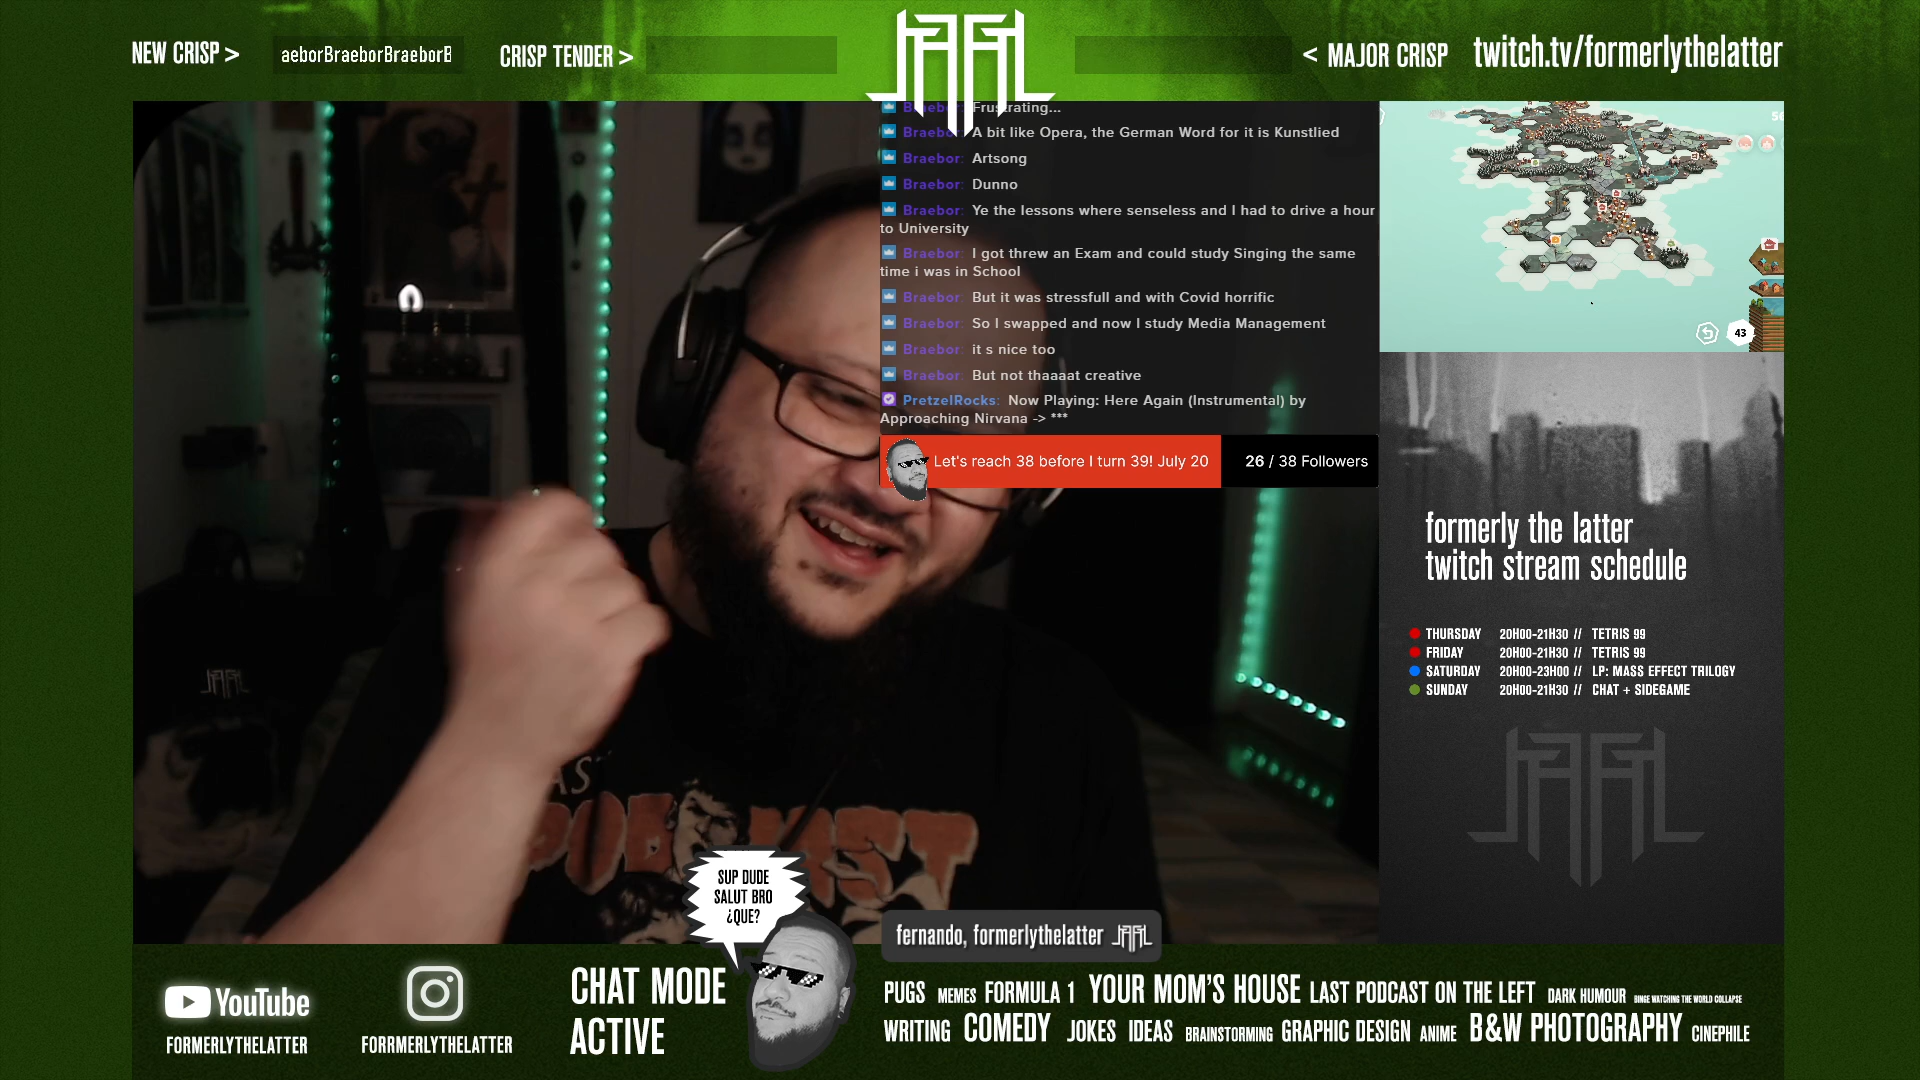 NEW CRISP >
aeborBraeborBraeborB
CRISP TENDER >
< MAJOR CRISP
twitch.tv/formerlythelatter
Braebor: Frustrating...
Braebor: A bit like Opera, the German Word for it is Kunstlied
Braebor: Artsong
Braebor: Dunno
Braebor: Ye the lessons where senseless and I had to drive a hour
to University
Braebor: I got threw an Exam and could study Singing the same
time i was in School
Braebor: But it was stressfull and with Covid horrific
Braebor: So I swapped and now I study Media Management
Braebor: it s nice too
Braebor: But not thaaaat creative
PretzelRocks: Now Playing: Here Again (Instrumental) by
Approaching Nirvana -> ***
Let's reach 38 before I turn 39! July 20
26 / 38 Followers
43
formerly the latter
twitch stream schedule
THURSDAY 20H00-21H30 // TETRIS 99
FRIDAY 20H00-21H30 // TETRIS 99
SATURDAY 20H00-23H00 // LP: MASS EFFECT TRILOGY
SUNDAY 20H00-21H30 // CHAT + SIDEGAME
SUP DUDE
SALUT BRO
¿QUE?
fernando, formerlythelatter
YouTube
FORMERLYTHELATTER
FORRMERLYTHELATTER
CHAT MODE
ACTIVE
PUGS MEMES FORMULA 1 YOUR MOM'S HOUSE LAST PODCAST ON THE LEFT DARK HUMOUR BINGE WATCHING THE WORLD COLLAPSE
WRITING COMEDY JOKES IDEAS BRAINSTORMING GRAPHIC DESIGN ANIME B&W PHOTOGRAPHY CINEPHILE